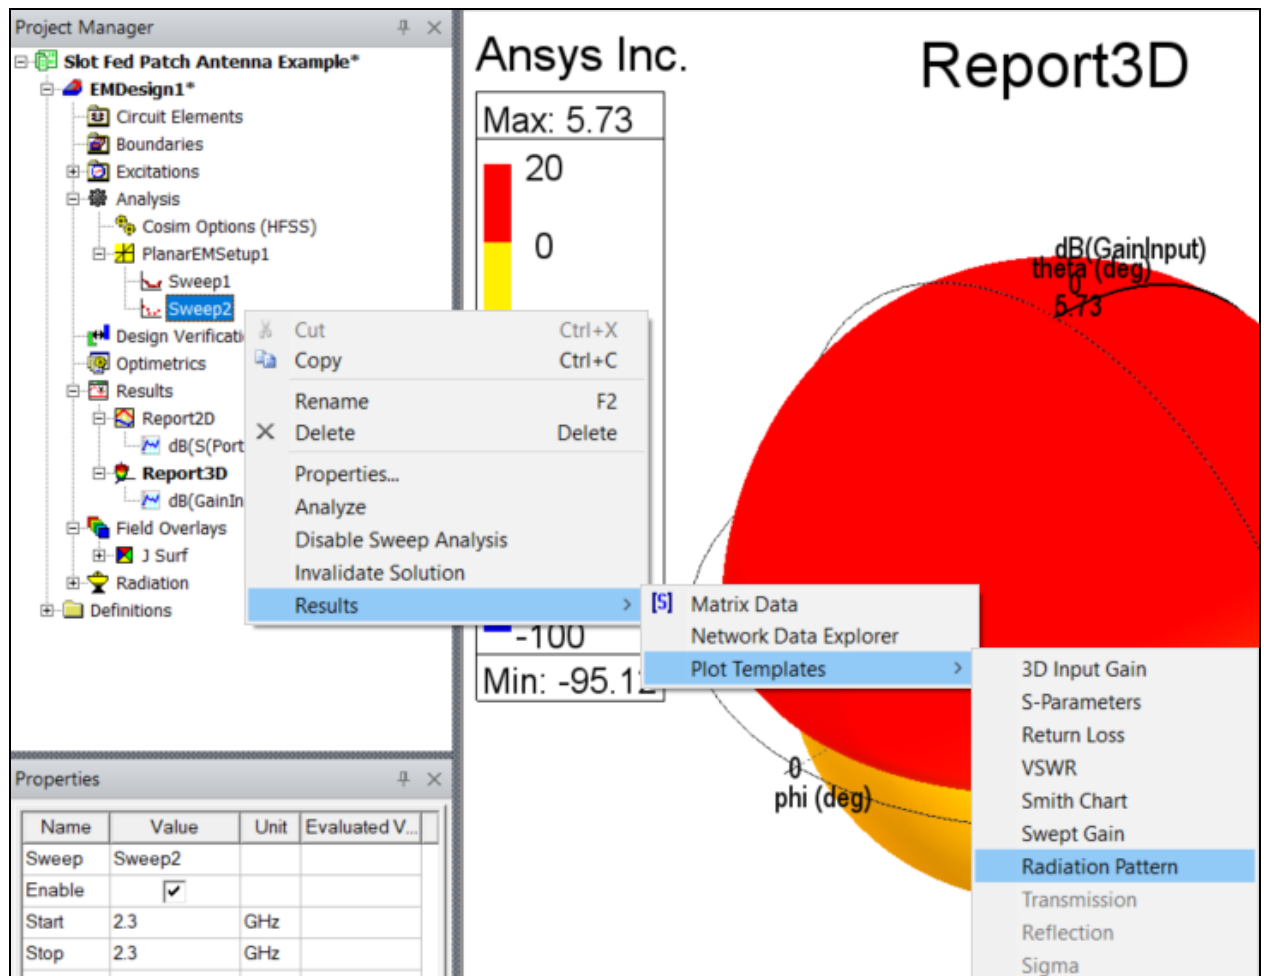 Project Manager
Slot Fed Patch Antenna Example*
EMDesign1*
Circuit Elements
Boundaries
Excitations
Analysis
Cosim Options (HFSS)
PlanarEMSetup1
Sweep1
Sweep2
Design Verificati
Optimetrics
Results
Report2D
dB(S(Port
Report3D
dB(GainIn
Field Overlays
J Surf
Radiation
Definitions
Cut Ctrl+X
Copy Ctrl+C
Rename F2
Delete Delete
Properties...
Analyze
Disable Sweep Analysis
Invalidate Solution
Results
[S] Matrix Data
Network Data Explorer
Plot Templates
3D Input Gain
S-Parameters
Return Loss
VSWR
Smith Chart
Swept Gain
Radiation Pattern
Transmission
Reflection
Sigma
Ansys Inc.
Report3D
Max: 5.73
20
0
-100
Min: -95.12
dB(GainInput)
theta (deg)
0
5.73
0
phi (deg)
Properties
Name Value Unit Evaluated V...
Sweep Sweep2
Enable
Start 2.3 GHz
Stop 2.3 GHz